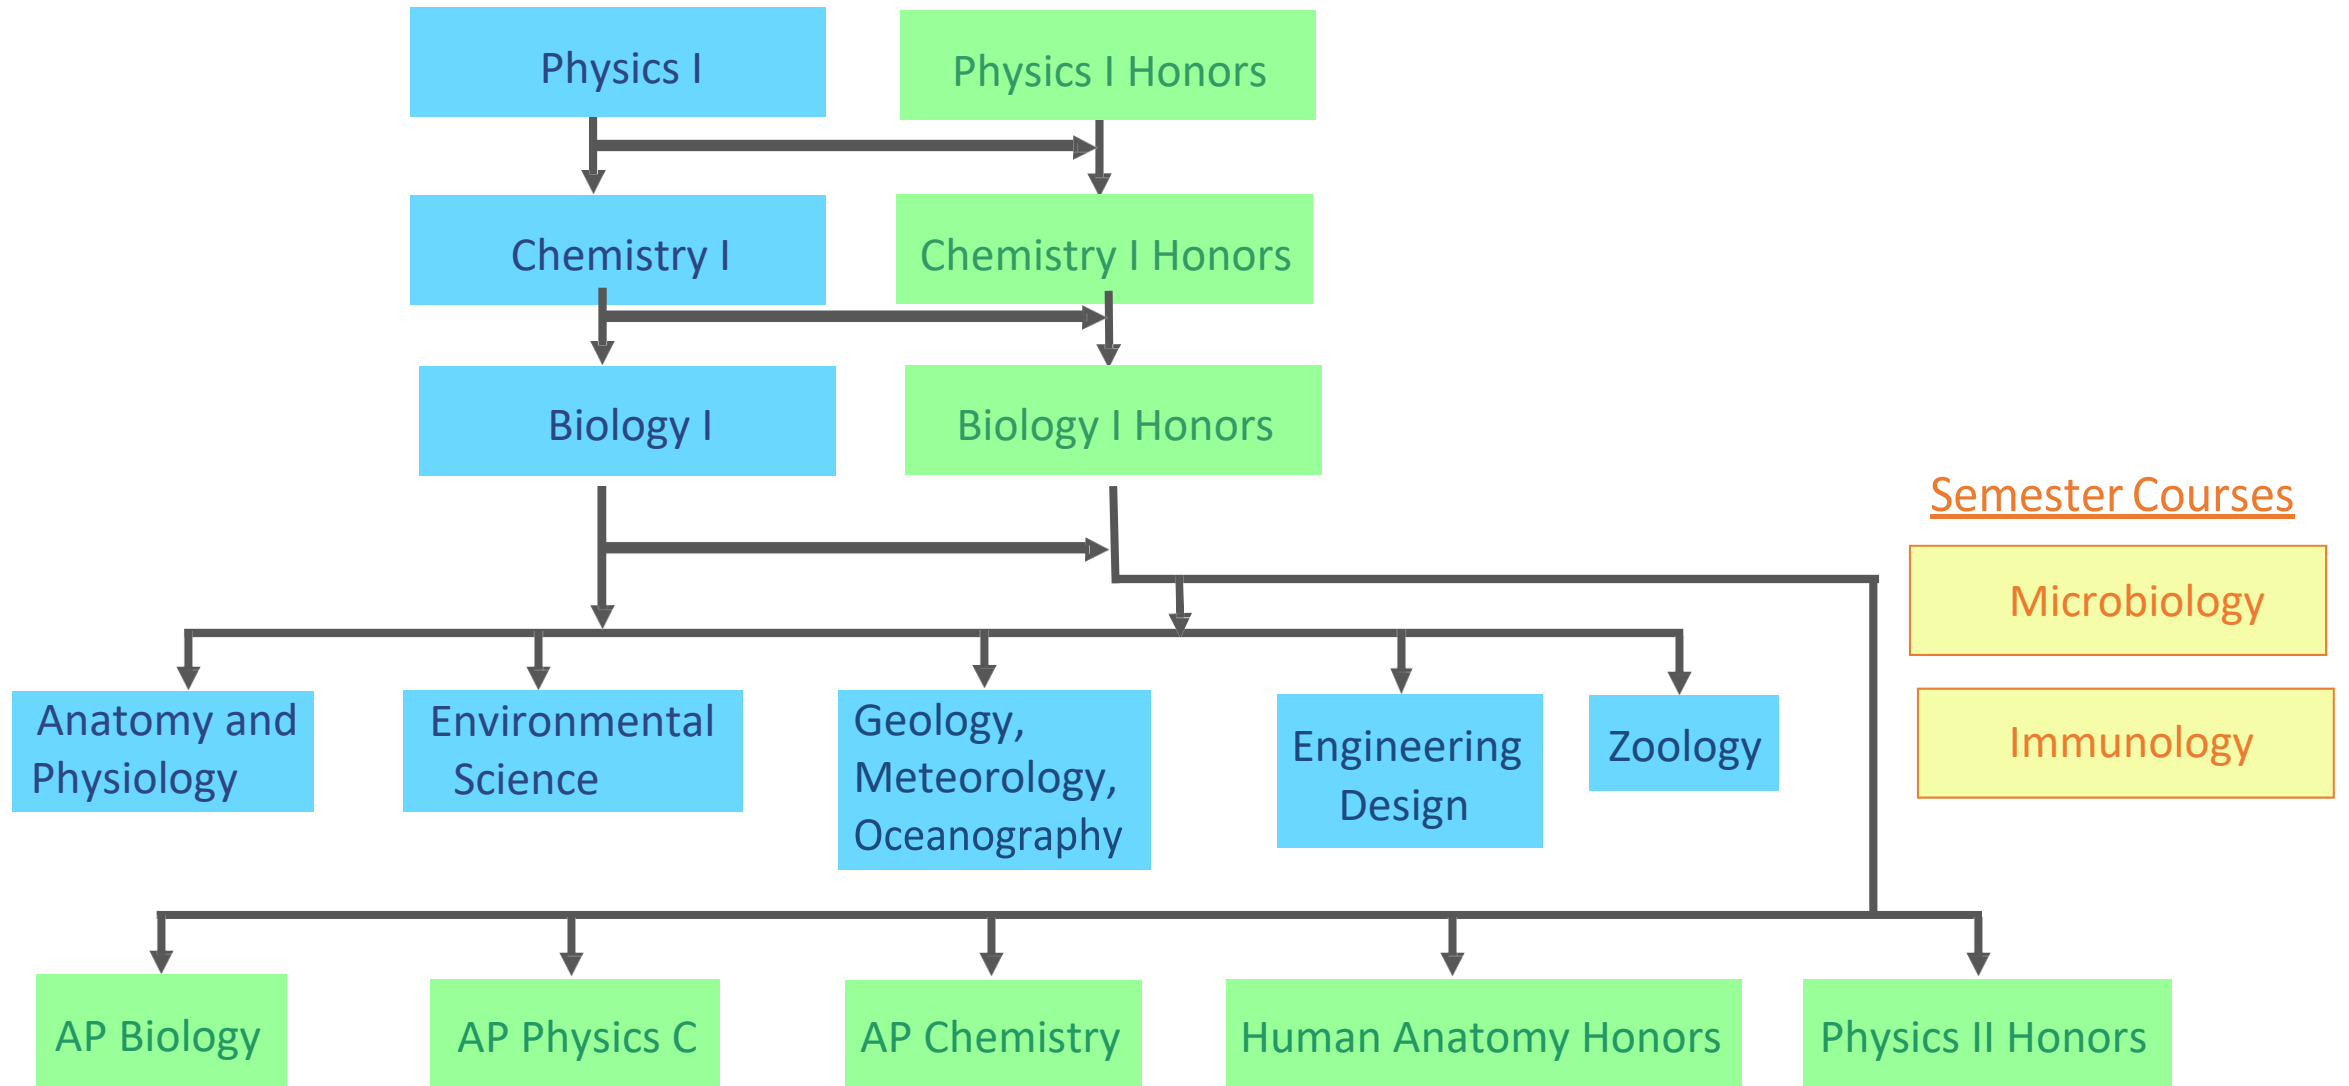 Physics I
Physics I Honors
Chemistry I
Chemistry I Honors
Biology I
Biology I Honors
Semester Courses
Microbiology
Immunology
Anatomy and
Physiology
Environmental
Science
Geology,
Meteorology,
Oceanography
Engineering
Design
Zoology
AP Biology
AP Physics C
AP Chemistry
Human Anatomy Honors
Physics II Honors